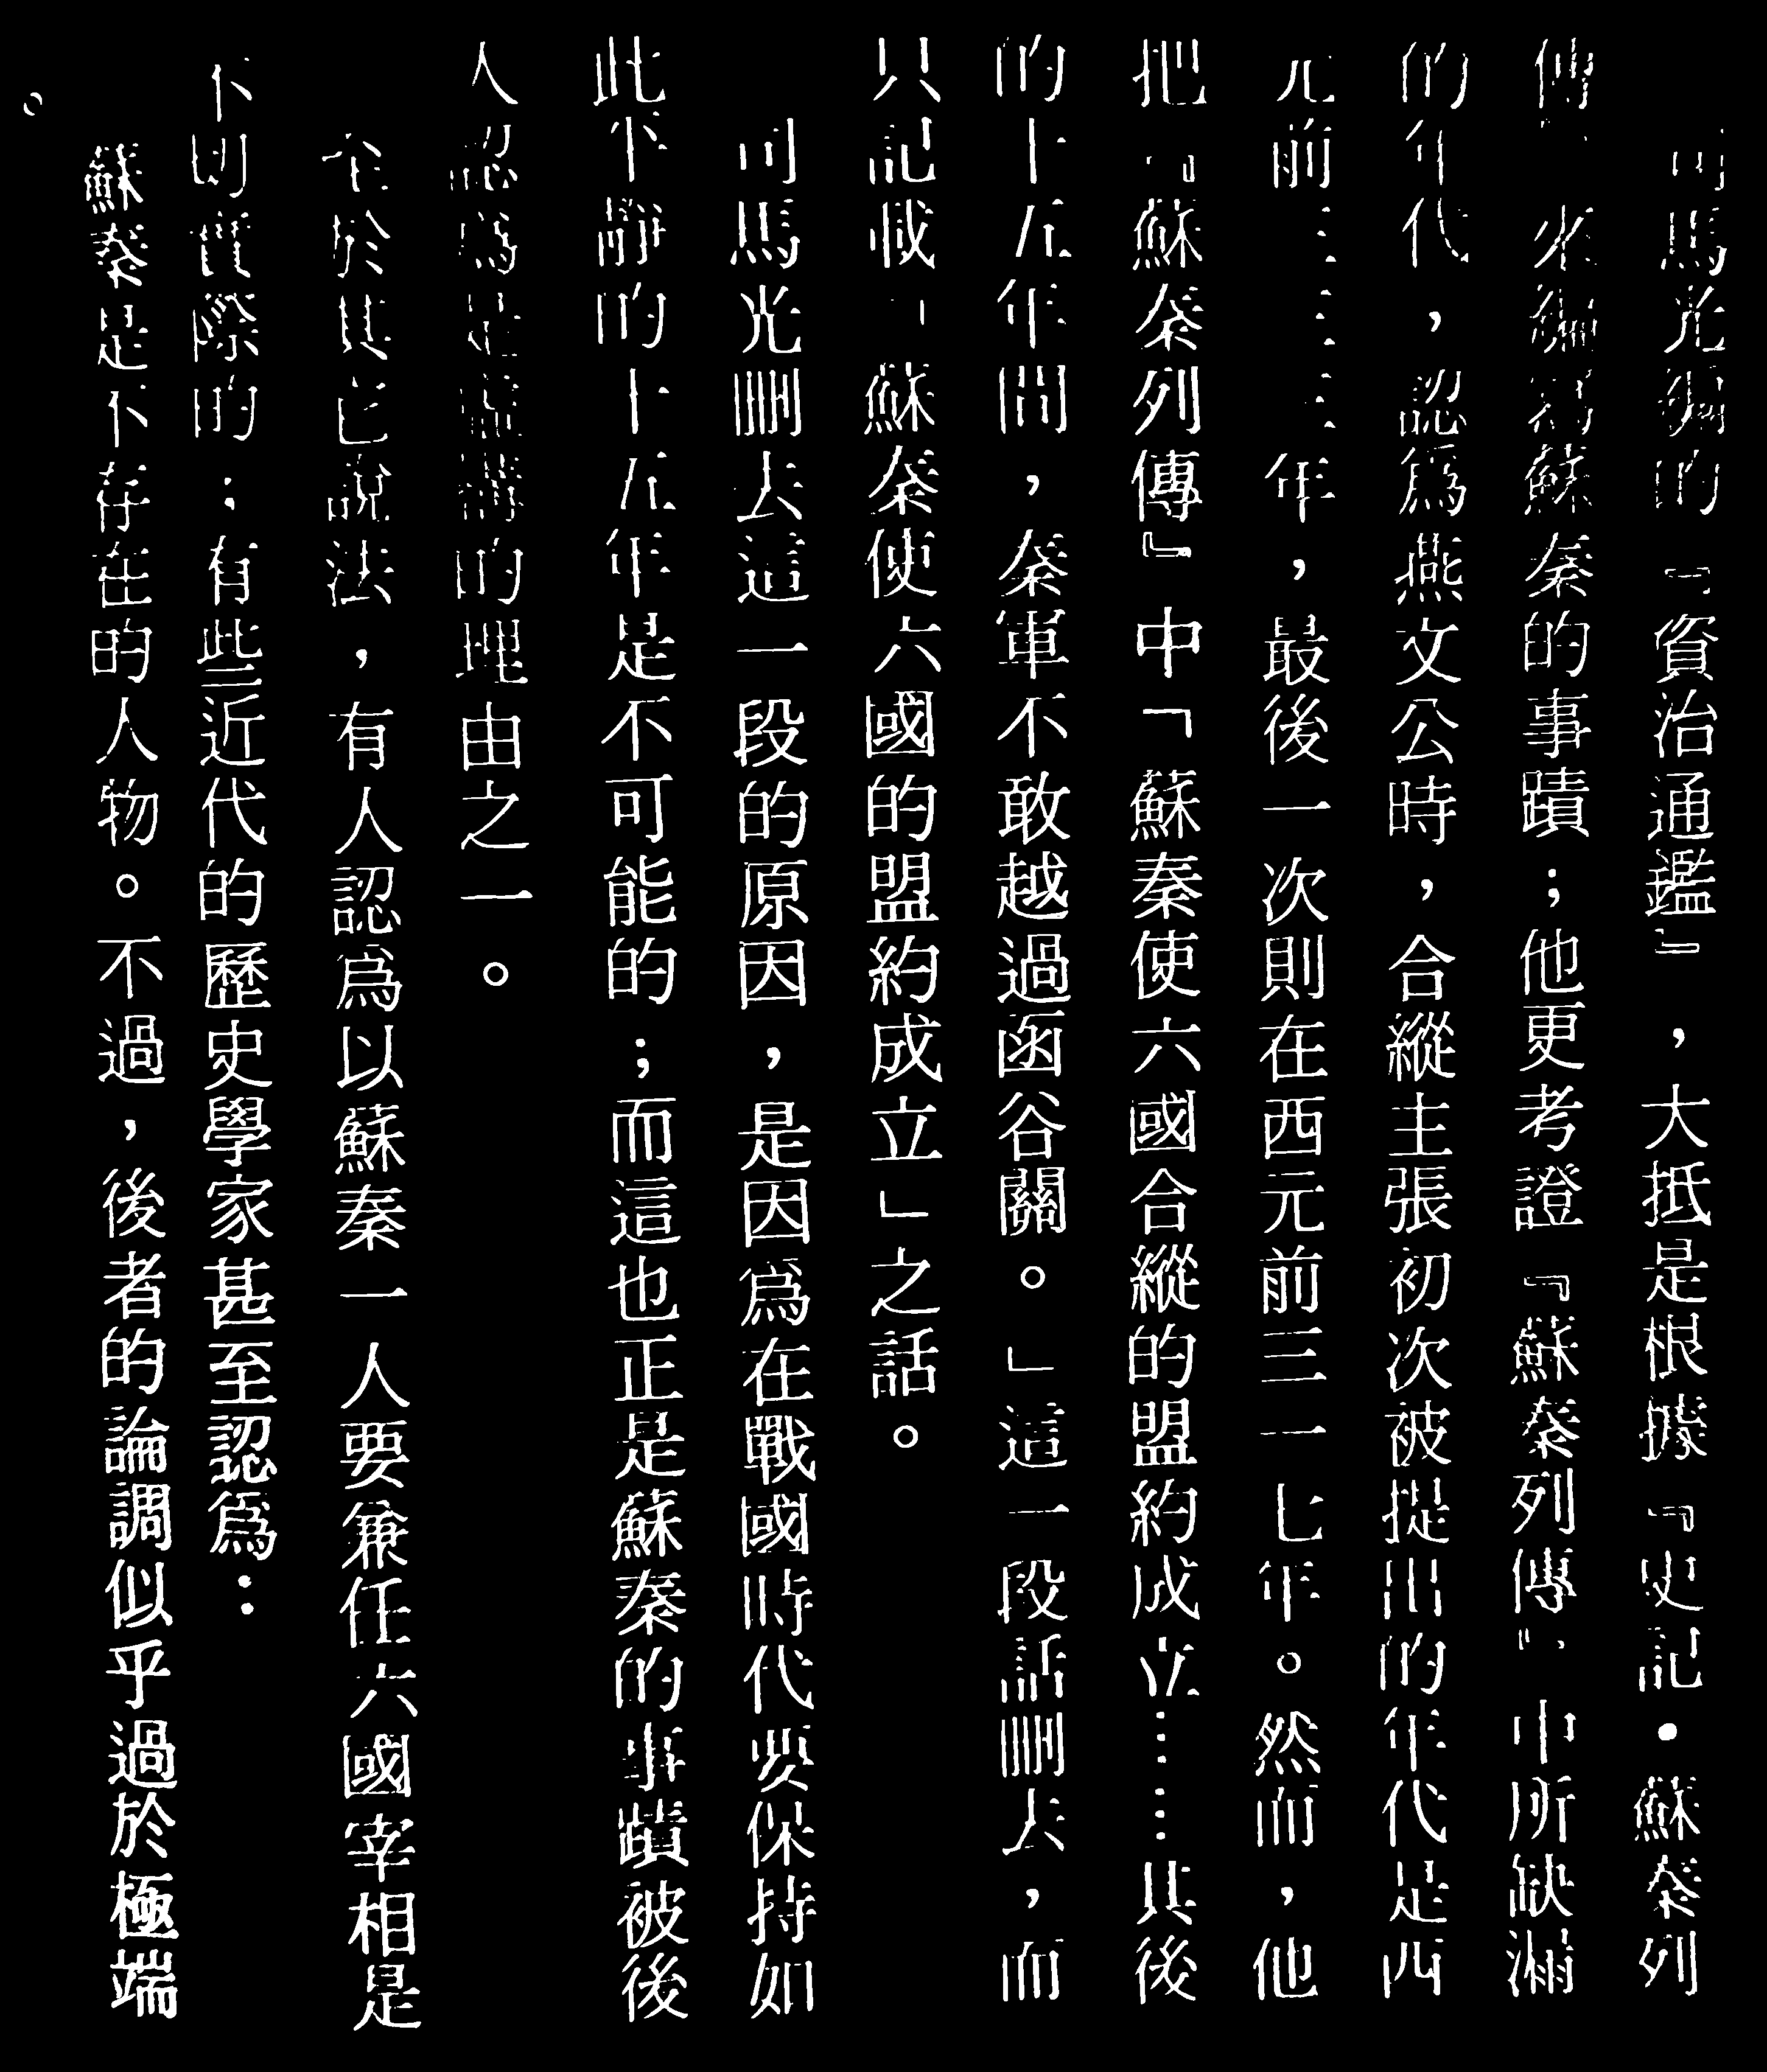 司馬光編的『資治通鑑』，大抵是根據『史記•蘇秦列
傳』來編寫蘇秦的事蹟；他更考證『蘇秦列傳』中所缺漏
的年代，認爲燕文公時，合縱主張初次被提出的年代是西
元前三三三年，最後一次則在西元前三一七年。然而，他
把『蘇秦列傳』中「蘇秦使六國合縱的盟約成立……其後
的十五年間，秦軍不敢越過函谷關。」這一段話刪去，而
只記載「蘇秦使六國的盟約成立」之話。
司馬光刪去這一段的原因，是因爲在戰國時代要保持如
此平靜的十五年是不可能的；而這也正是蘇秦的事蹟被後
人認爲是虛構的理由之一。
至於其它說法，有人認爲以蘇秦一人要兼任六國宰相是
不切實際的；有些近代的歷史學家甚至認爲：
蘇秦是不存在的人物。不過，後者的論調似乎過於極端
。